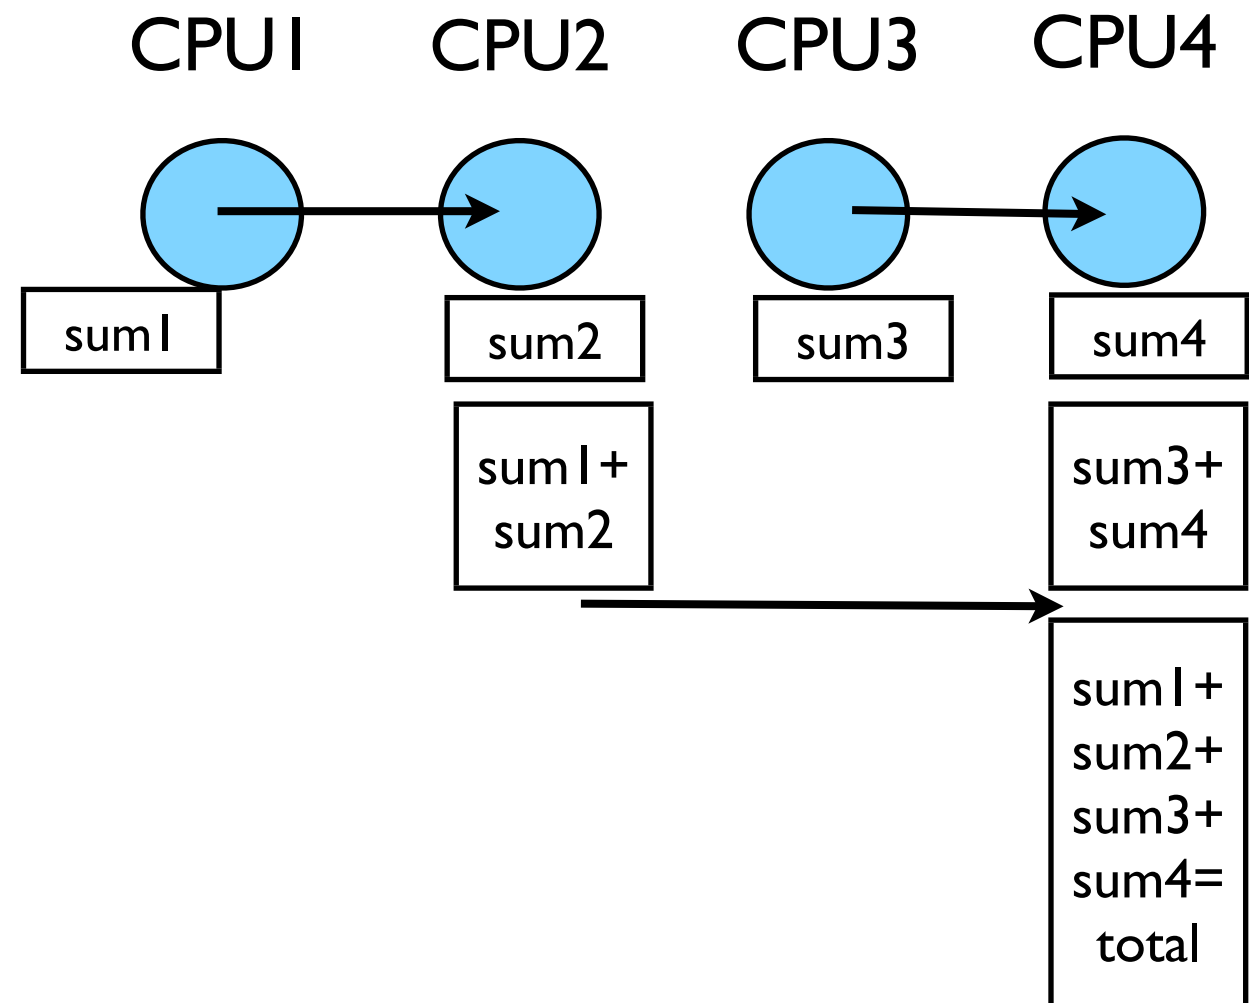 CPU1 CPU2 CPU3 CPU4
sum1 sum2 sum3 sum4
sum1+
sum2
sum3+
sum4
sum1+
sum2+
sum3+
sum4=
total